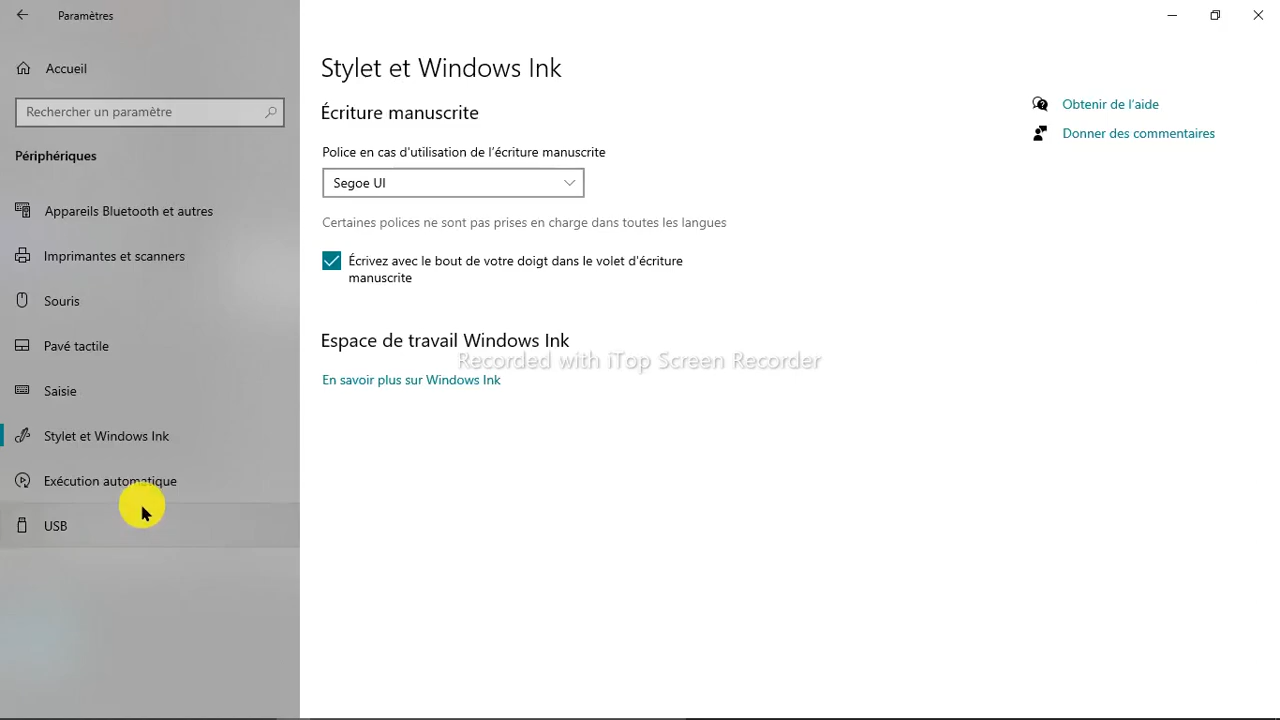 Paramètres
Accueil
Rechercher un paramètre
Périphériques
Appareils Bluetooth et autres
Imprimantes et scanners
Souris
Pavé tactile
Saisie
Stylet et Windows Ink
Exécution automatique
USB
Stylet et Windows Ink
Écriture manuscrite
Police en cas d'utilisation de l’écriture manuscrite
Segoe UI
Certaines polices ne sont pas prises en charge dans toutes les langues
Écrivez avec le bout de votre doigt dans le volet d'écriture
manuscrite
Espace de travail Windows Ink
Recorded with iTop Screen Recorder
En savoir plus sur Windows Ink
Obtenir de l’aide
Donner des commentaires